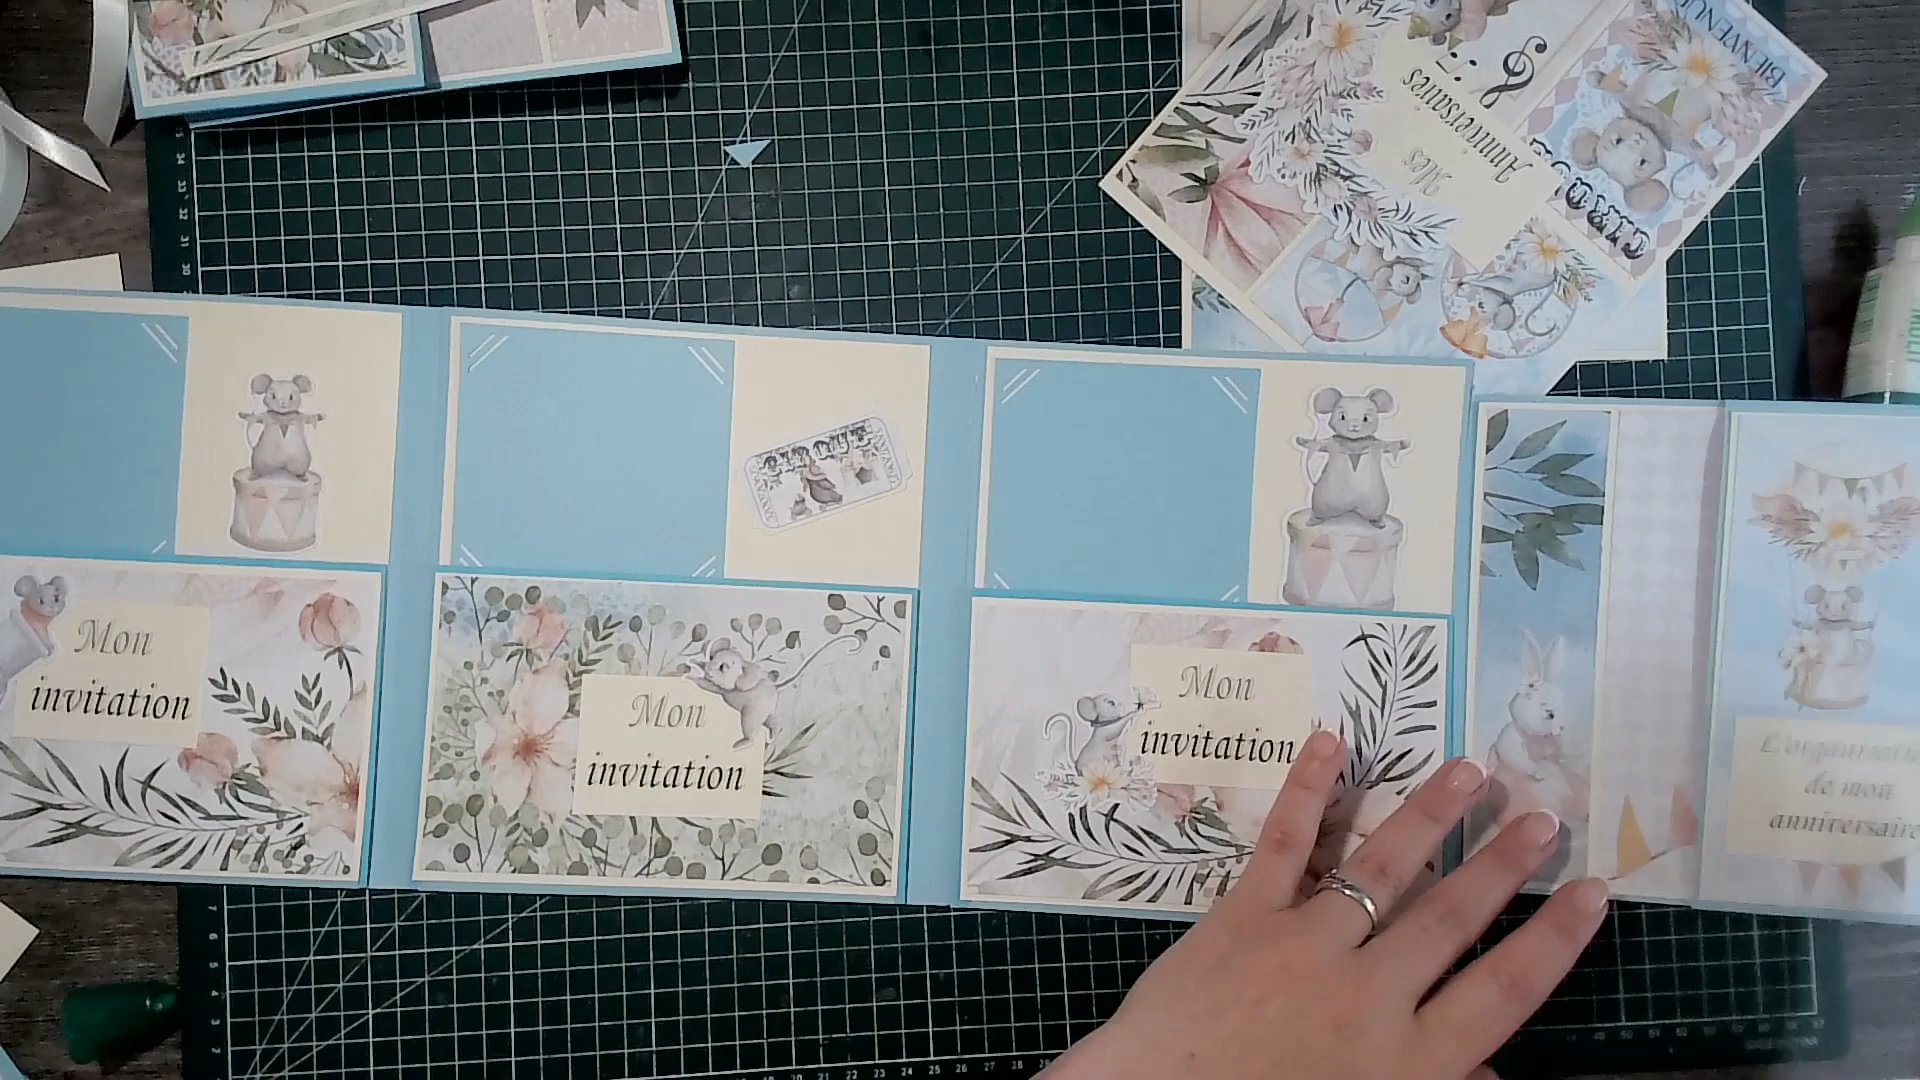 BIENVENUE
Mes
Anniversaires
CIRQUE
Mon
invitation
Mon
invitation
Mon
invitation
L'organisation
de mon
anniversaire